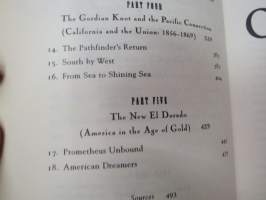 PART FOUR
The Gordian Knot and the Pacific Connection
(California and the Union: 1856–1869)
14. The Pathfinder's Return
15. South by West
16. From Sea to Shining Sea
PART FIVE
The New El Dorado
(America in the Age of Gold) 423
17. Prometheus Unbound
18. American Dreamers
Sources 493